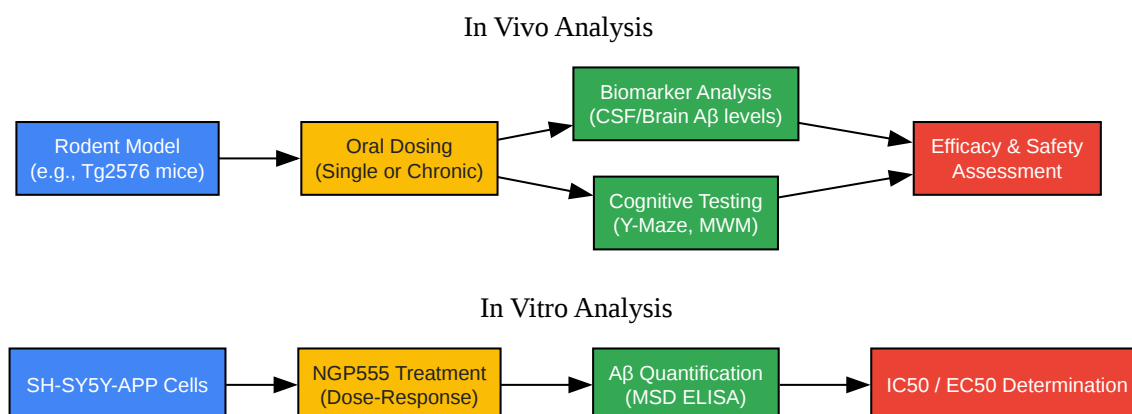 In Vivo Analysis
Rodent Model
(e.g., Tg2576 mice)
Oral Dosing
(Single or Chronic)
Biomarker Analysis
(CSF/Brain Aβ levels)
Cognitive Testing
(Y-Maze, MWM)
Efficacy & Safety
Assessment
In Vitro Analysis
SH-SY5Y-APP Cells
NGP555 Treatment
(Dose-Response)
Aβ Quantification
(MSD ELISA)
IC50 / EC50 Determination